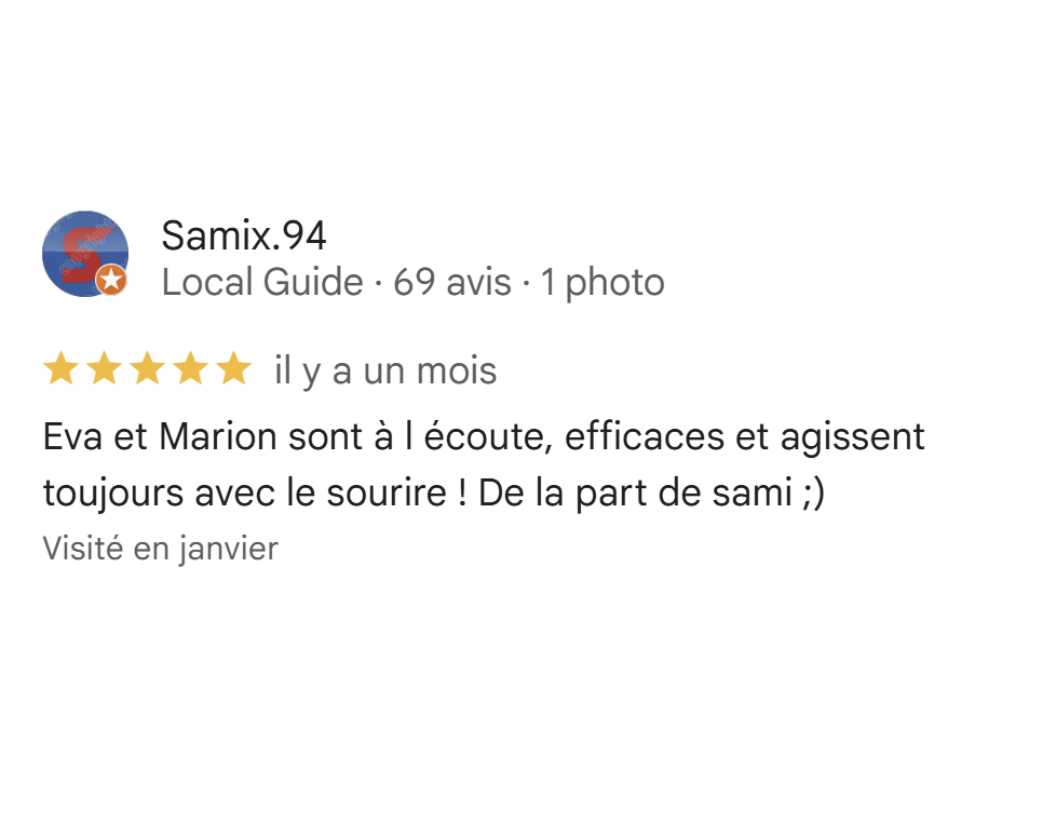 Samix.94
Local Guide · 69 avis · 1 photo
il y a un mois
Eva et Marion sont à l écoute, efficaces et agissent
toujours avec le sourire ! De la part de sami ;)
Visité en janvier